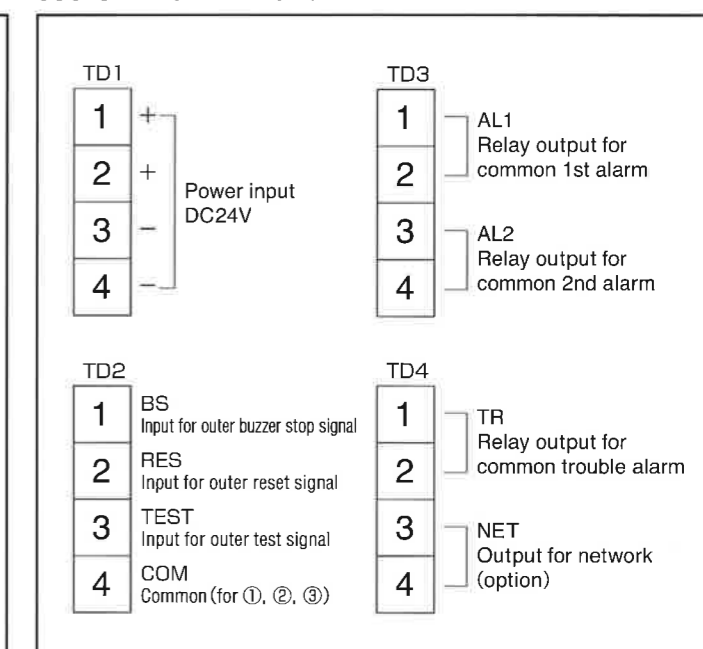 TD1
1 +
2 +
3 −
4 −
Power input
DC24V
TD3
1
2
3
4
AL1
Relay output for
common 1st alarm
AL2
Relay output for
common 2nd alarm
TD2
1
BS
Input for outer buzzer stop signal
2
RES
Input for outer reset signal
3
TEST
Input for outer test signal
4
COM
Common (for ①, ②, ③)
TD4
1
2
3
4
TR
Relay output for
common trouble alarm
NET
Output for network
(option)